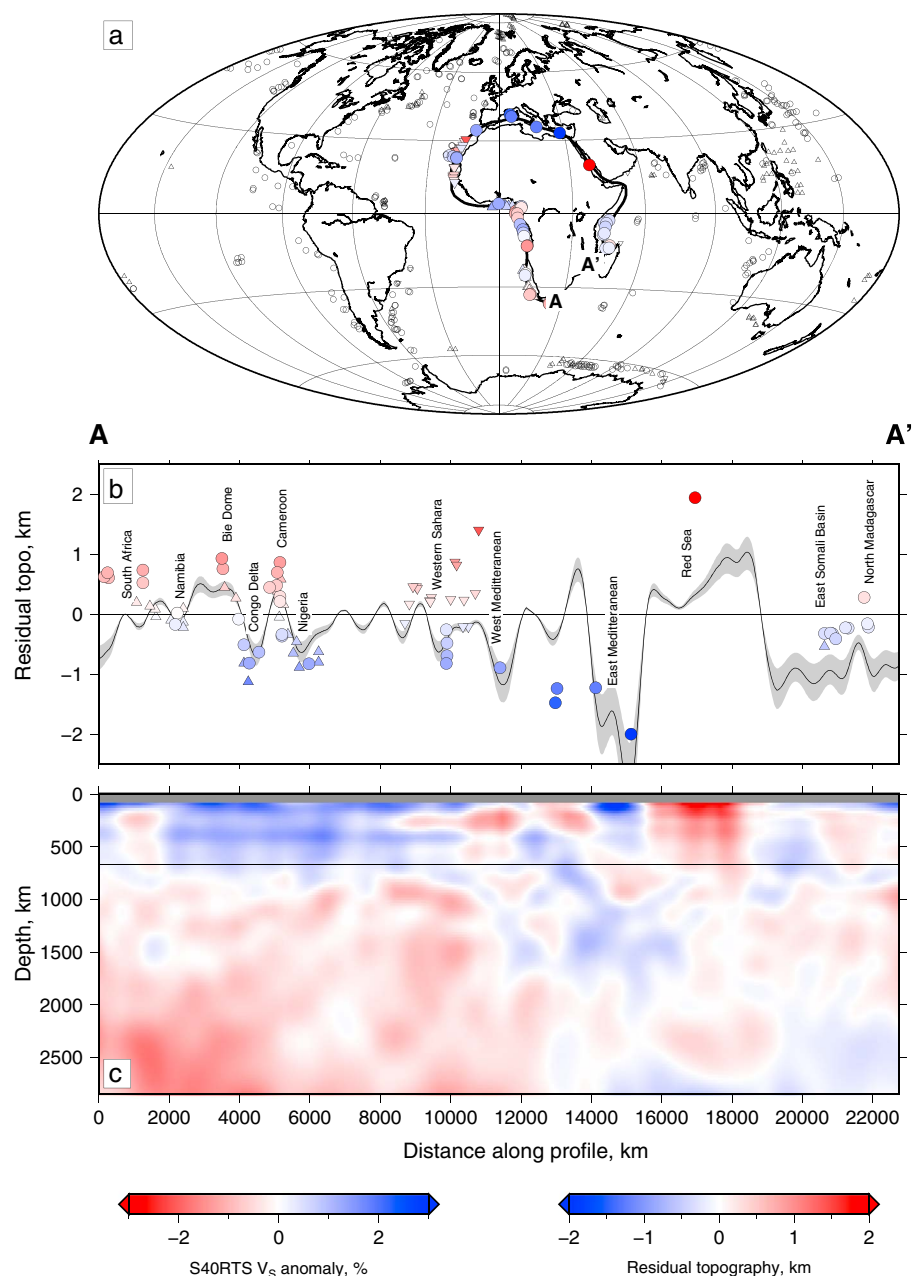 a
A'
A
A
A'
b
Residual topo, km
2
1
0
−1
−2
South Africa
Namibia
Bie Dome
Congo Delta
Cameroon
Nigeria
Western Sahara
West Mediterranean
East Meditteranean
Red Sea
East Somali Basin
North Madagascar
c
Depth, km
0
500
1000
1500
2000
2500
0 2000 4000 6000 8000 10000 12000 14000 16000 18000 20000 22000
Distance along profile, km
−2 0 2
S40RTS VS anomaly, %
−2 −1 0 1 2
Residual topography, km